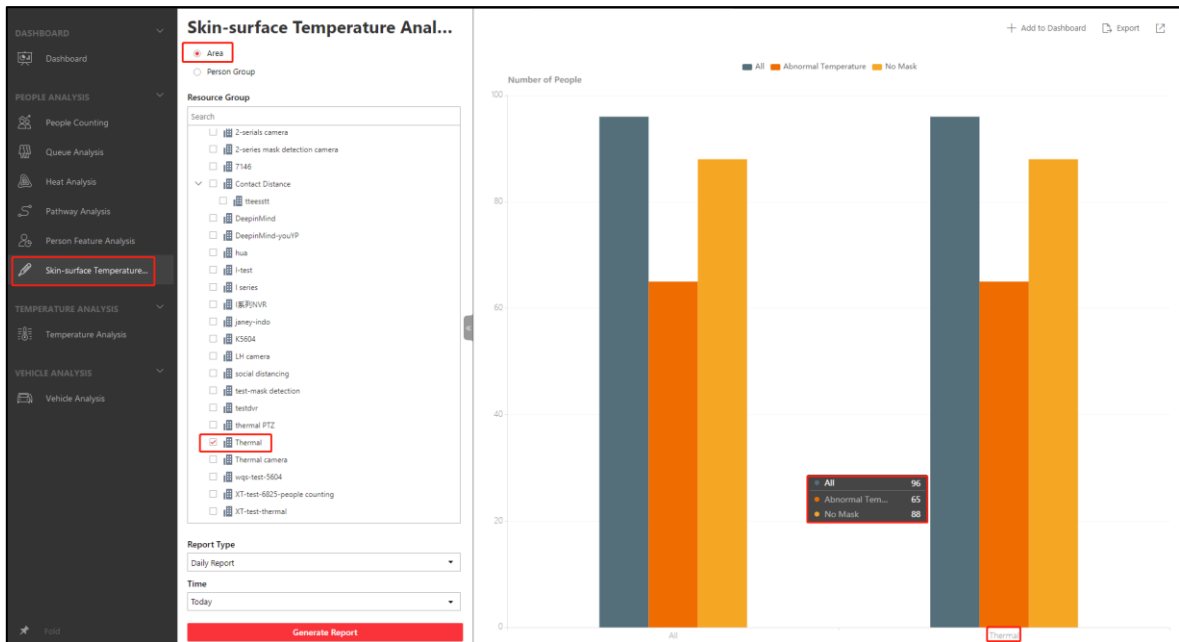 DASHBOARD
Dashboard
PEOPLE ANALYSIS
People Counting
Queue Analysis
Heat Analysis
Pathway Analysis
Person Feature Analysis
Skin-surface Temperature...
TEMPERATURE ANALYSIS
Temperature Analysis
VEHICLE ANALYSIS
Vehicle Analysis
Fold
Skin-surface Temperature Anal...
Area
Person Group
Resource Group
Search
2-serials camera
2-series mask detection camera
7146
Contact Distance
tteesstt
DeepinMind
DeepinMind-youYP
hua
I-test
I series
I系列NVR
janey-indo
K5604
LH camera
social distancing
test-mask detection
testdvr
thermal PTZ
Thermal
Thermal camera
wqs-test-5604
XT-test-6825-people counting
XT-test-thermal
Report Type
Daily Report
Time
Today
Generate Report
Add to Dashboard Export
All Abnormal Temperature No Mask
Number of People
100
80
60
40
20
0
All 96
Abnormal Tem... 65
No Mask 88
All Thermal